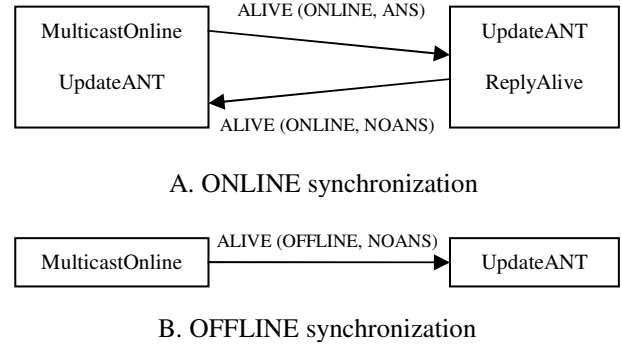 ALIVE (ONLINE, ANS)
MulticastOnline
UpdateANT
UpdateANT
ReplyAlive
ALIVE (ONLINE, NOANS)
A. ONLINE synchronization
ALIVE (OFFLINE, NOANS)
MulticastOnline
UpdateANT
B. OFFLINE synchronization